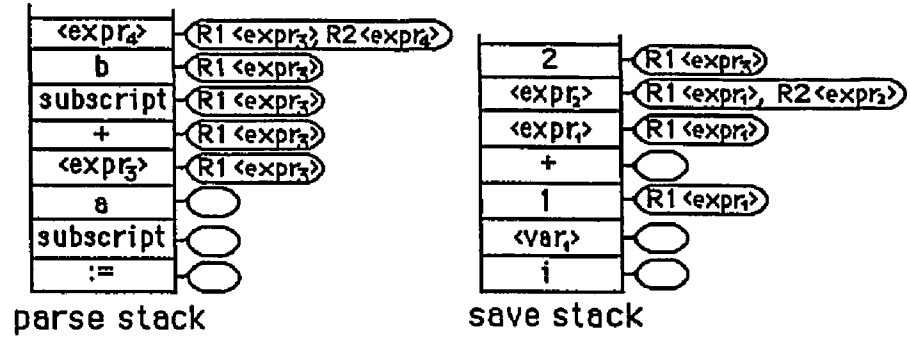 <expr₄> R1 <expr₃>, R2 <expr₄>
b R1 <expr₃>
subscript R1 <expr₃>
+ R1 <expr₃>
<expr₃> R1 <expr₃>
a
subscript
:=
parse stack
2 R1 <expr₃>
<expr₂> R1 <expr₁>, R2 <expr₂>
<expr₁> R1 <expr₁>
+
1 R1 <expr₁>
<var₁>
i
save stack